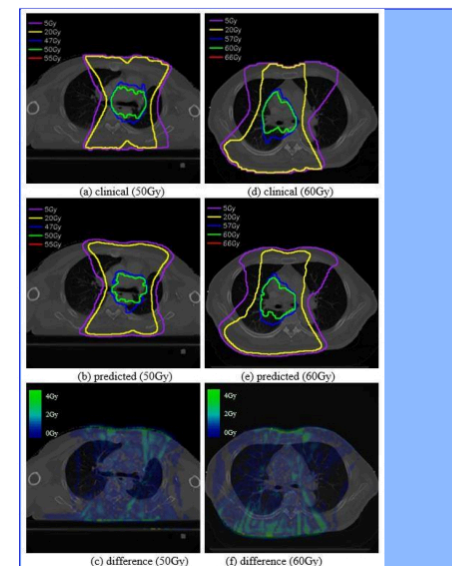 5Gy
20Gy
47Gy
50Gy
55Gy
(a) clinical (50Gy)
5Gy
20Gy
57Gy
60Gy
66Gy
(d) clinical (60Gy)
5Gy
20Gy
47Gy
50Gy
55Gy
(b) predicted (50Gy)
5Gy
20Gy
57Gy
60Gy
66Gy
(e) predicted (60Gy)
4Gy
2Gy
0Gy
(c) difference (50Gy)
4Gy
2Gy
0Gy
(f) difference (60Gy)